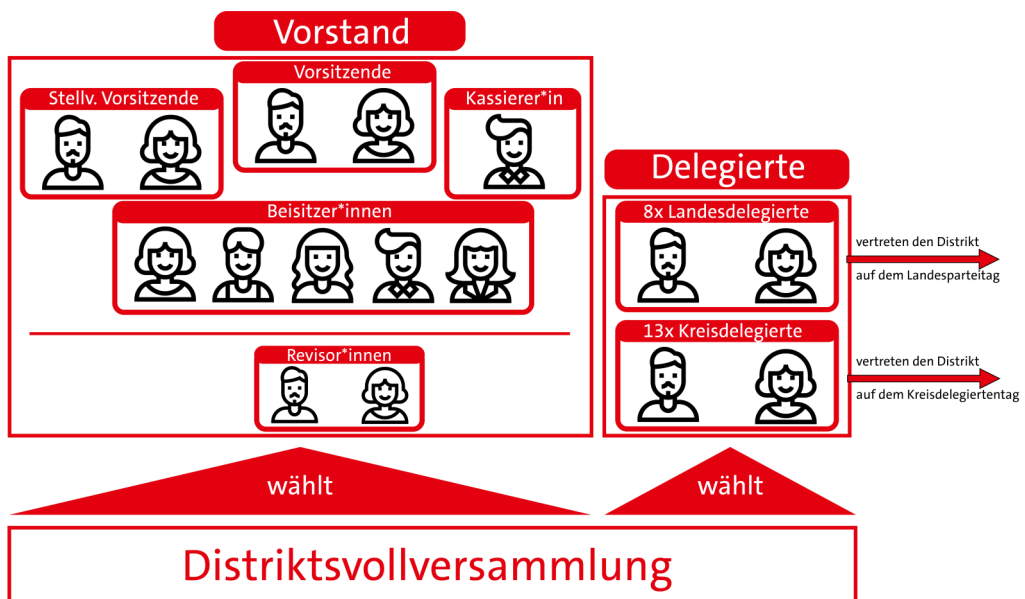 Vorstand
Vorsitzende
Stellv. Vorsitzende
Kassierer*in
Beisitzer*innen
Revisor*innen
Delegierte
8x Landesdelegierte
vertreten den Distrikt
auf dem Landesparteitag
13x Kreisdelegierte
vertreten den Distrikt
auf dem Kreisdelegiertentag
wählt
wählt
Distriktsvollversammlung